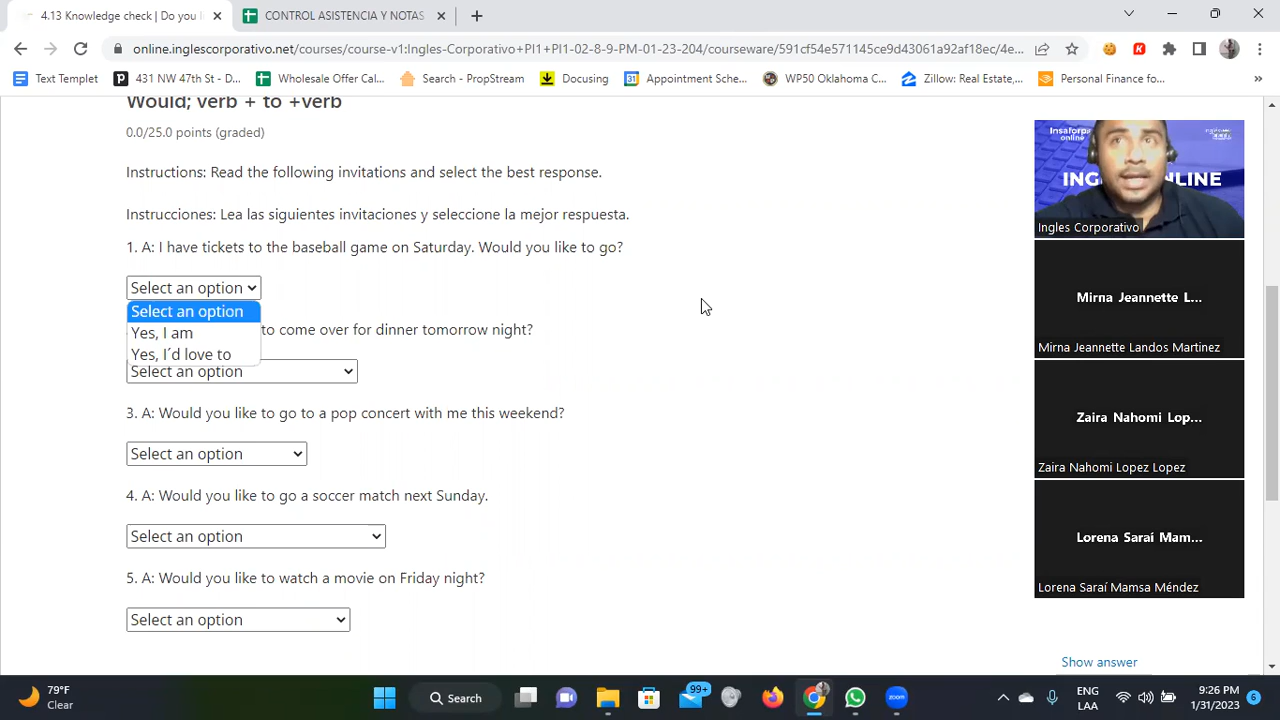 4.13 Knowledge check | Do you l
CONTROL ASISTENCIA Y NOTAS
online.inglescorporativo.net/courses/course-v1:Ingles-Corporativo+PI1+PI1-02-8-9-PM-01-23-204/courseware/591cf54e571145ce9d43061a92af18ec/4e...
Text Templet
431 NW 47th St - D...
Wholesale Offer Cal...
Search - PropStream
Docusing
Appointment Sche...
WP50 Oklahoma C...
Zillow: Real Estate,...
Personal Finance fo...
»
Would; verb + to +verb
0.0/25.0 points (graded)
Instructions: Read the following invitations and select the best response.
Instrucciones: Lea las siguientes invitaciones y seleccione la mejor respuesta.
1. A: I have tickets to the baseball game on Saturday. Would you like to go?
Select an option
Select an option
Yes, I am
Yes, I´d love to
to come over for dinner tomorrow night?
Select an option
3. A: Would you like to go to a pop concert with me this weekend?
Select an option
4. A: Would you like to go a soccer match next Sunday.
Select an option
5. A: Would you like to watch a movie on Friday night?
Select an option
Show answer
Insaforp
online
INGL NLINE
Ingles Corporativo
Mirna Jeannette L...
Mirna Jeannette Landos Martinez
Zaira Nahomi Lop...
Zaira Nahomi Lopez Lopez
Lorena Saraí Mam...
Lorena Saraí Mamsa Méndez
79°F
Clear
Search
99+
zoom
ENG
LAA
9:26 PM
1/31/2023
6